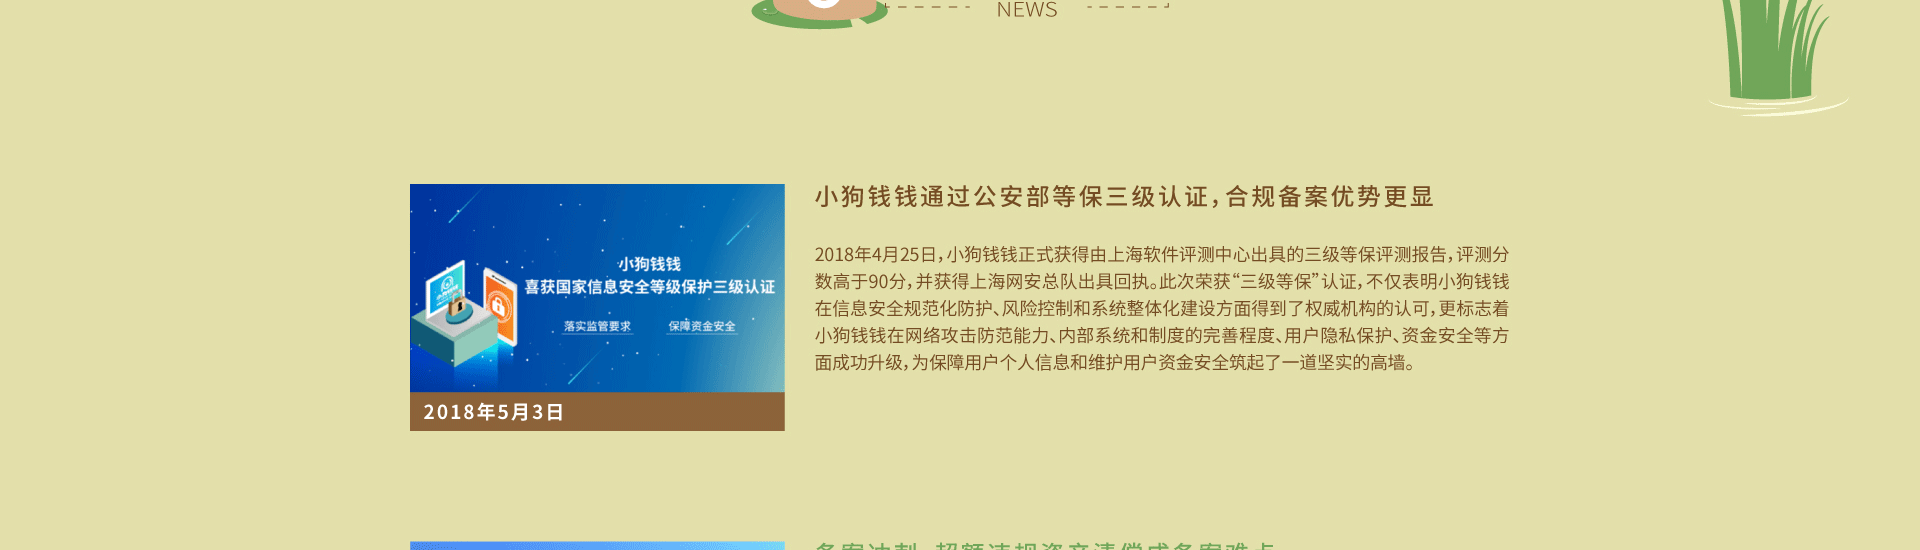 NEWS
小狗钱钱通过公安部等保三级认证，合规备案优势更显
2018年4月25日，小狗钱钱正式获得由上海软件评测中心出具的三级等保评测报告，评测分
数高于90分，并获得上海网安总队出具回执。此次荣获“三级等保”认证，不仅表明小狗钱钱
在信息安全规范化防护、风险控制和系统整体化建设方面得到了权威机构的认可，更标志着
小狗钱钱在网络攻击防范能力、内部系统和制度的完善程度、用户隐私保护、资金安全等方
面成功升级，为保障用户个人信息和维护用户资金安全筑起了一道坚实的高墙。
小狗钱钱
喜获国家信息安全等级保护三级认证
落实监管要求 保障资金安全
2018年5月3日